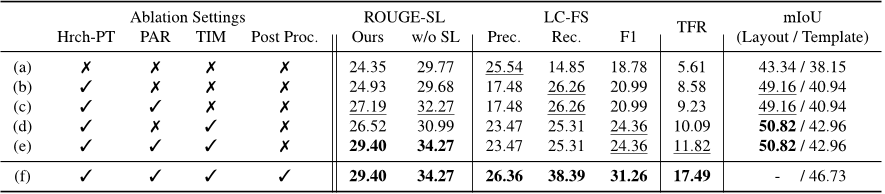 Ablation Settings ROUGE-SL LC-FS TFR mIoU
Hrch-PT PAR TIM Post Proc. Ours w/o SL Prec. Rec. F1 (Layout / Template)
(a) ✗ ✗ ✗ ✗ 24.35 29.77 25.54 14.85 18.78 5.61 43.34 / 38.15
(b) ✓ ✗ ✗ ✗ 24.93 29.68 17.48 26.26 20.99 8.58 49.16 / 40.94
(c) ✓ ✓ ✗ ✗ 27.19 32.27 17.48 26.26 20.99 9.23 49.16 / 40.94
(d) ✓ ✗ ✓ ✗ 26.52 30.99 23.47 25.31 24.36 10.09 50.82 / 42.96
(e) ✓ ✓ ✓ ✗ 29.40 34.27 23.47 25.31 24.36 11.82 50.82 / 42.96
(f) ✓ ✓ ✓ ✓ 29.40 34.27 26.36 38.39 31.26 17.49 - / 46.73